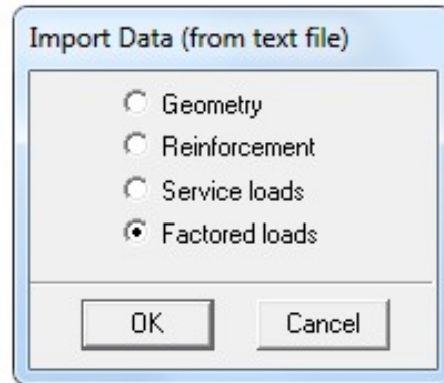 Import Data (from text file)
Geometry
Reinforcement
Service loads
Factored loads
OK Cancel